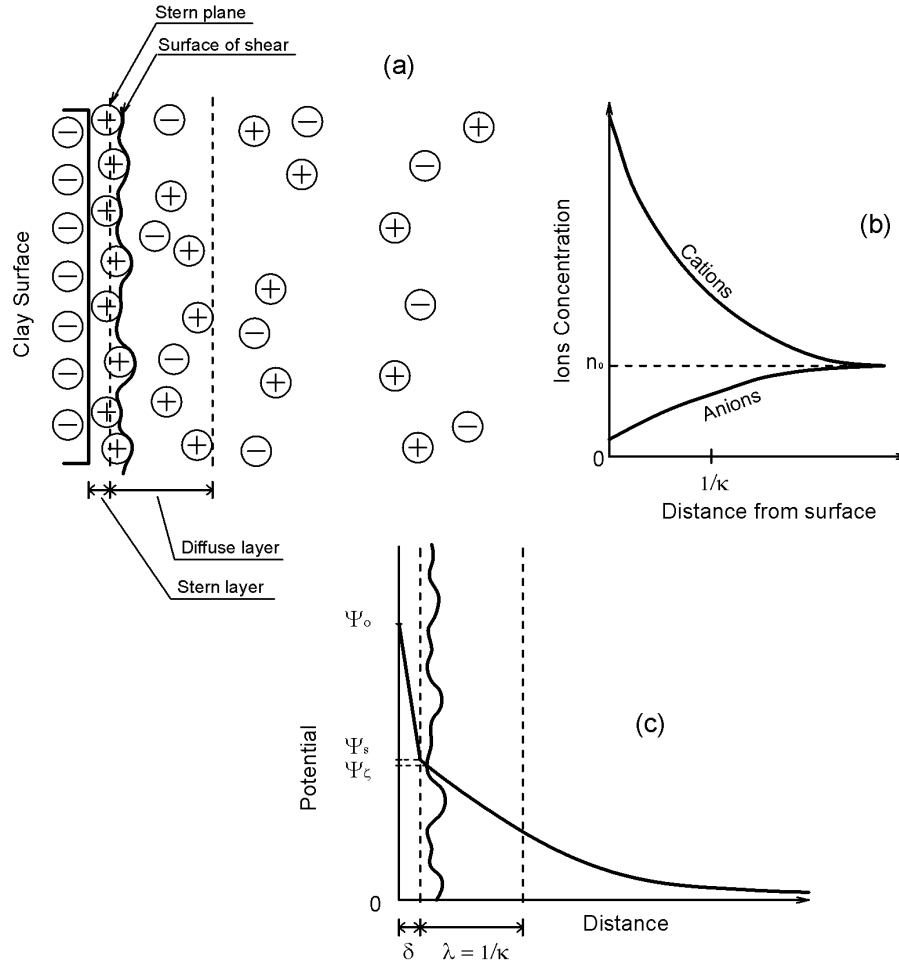 Stern plane
Surface of shear
(a)
Clay Surface
Diffuse layer
Stern layer
Ions Concentration
(b)
Cations
n₀
Anions
0
1/κ
Distance from surface
Ψₒ
(c)
Potential
Ψₛ
Ψ_ζ
0
Distance
δ
λ = 1/κ